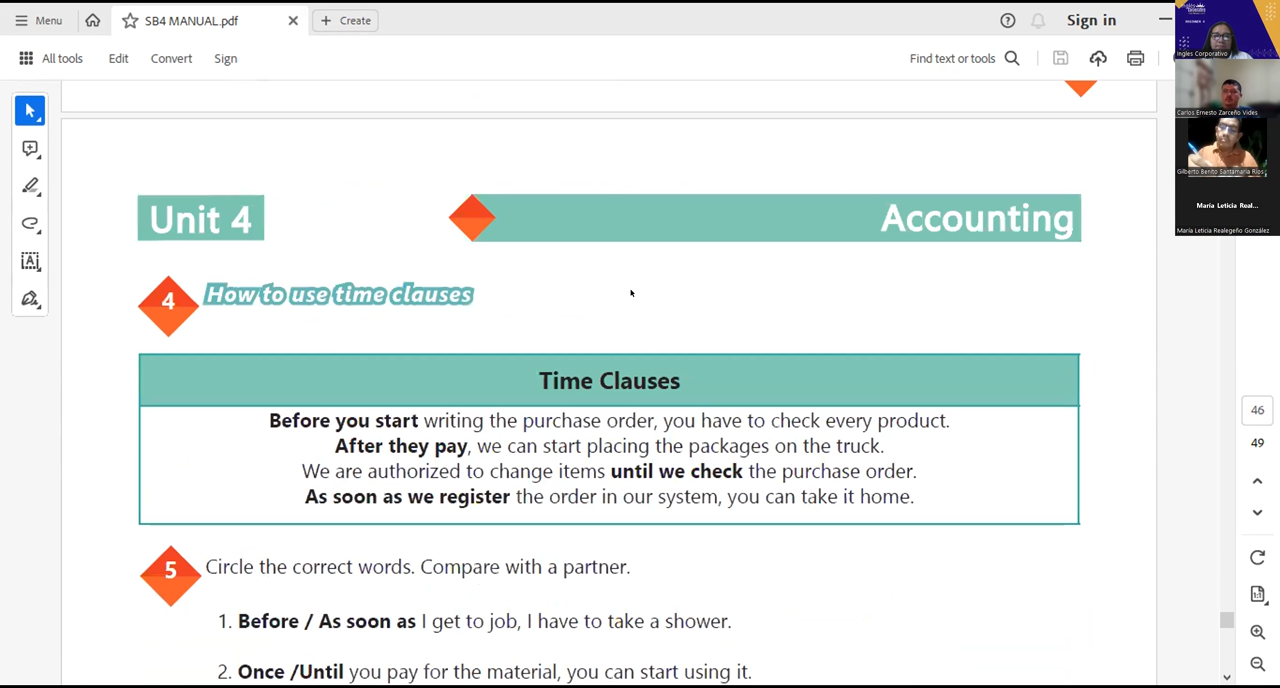 Menu
SB4 MANUAL.pdf
Create
Sign in
All tools
Edit
Convert
Sign
Find text or tools
Ingles Corporativo
Carlos Ernesto Zarceño Vides
Gilberto Benito Santamaria Rios
María Leticia Real...
María Leticia Realegeño González
Unit 4
Accounting
4
How to use time clauses
Time Clauses
Before you start writing the purchase order, you have to check every product.
After they pay, we can start placing the packages on the truck.
We are authorized to change items until we check the purchase order.
As soon as we register the order in our system, you can take it home.
5
Circle the correct words. Compare with a partner.
1. Before / As soon as I get to job, I have to take a shower.
2. Once /Until you pay for the material, you can start using it.
46
49